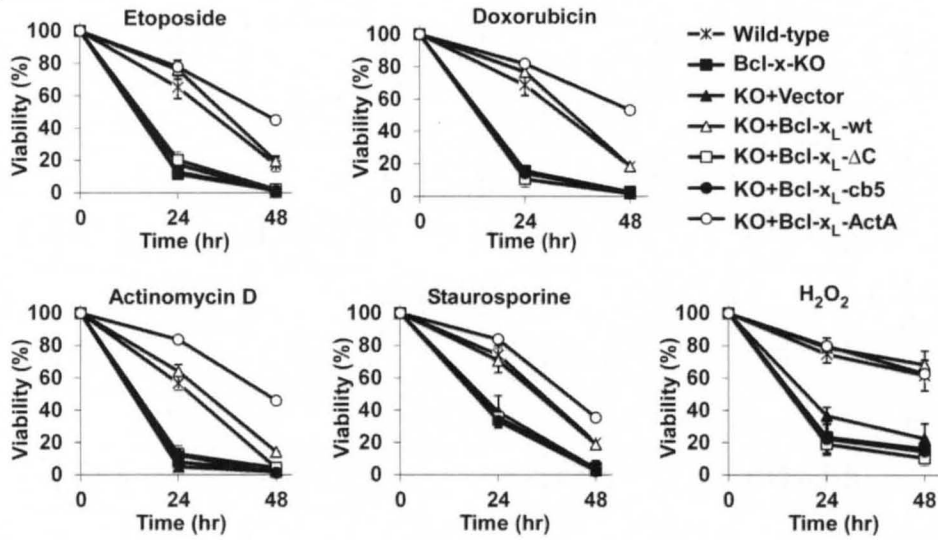 Etoposide
Viability (%)
100
80
60
40
20
0
0 24 48
Time (hr)
Doxorubicin
Viability (%)
100
80
60
40
20
0
0 24 48
Time (hr)
Wild-type
Bcl-x-KO
KO+Vector
KO+Bcl-xL-wt
KO+Bcl-xL-ΔC
KO+Bcl-xL-cb5
KO+Bcl-xL-ActA
Actinomycin D
Viability (%)
100
80
60
40
20
0
0 24 48
Time (hr)
Staurosporine
Viability (%)
100
80
60
40
20
0
0 24 48
Time (hr)
H2O2
Viability (%)
100
80
60
40
20
0
0 24 48
Time (hr)